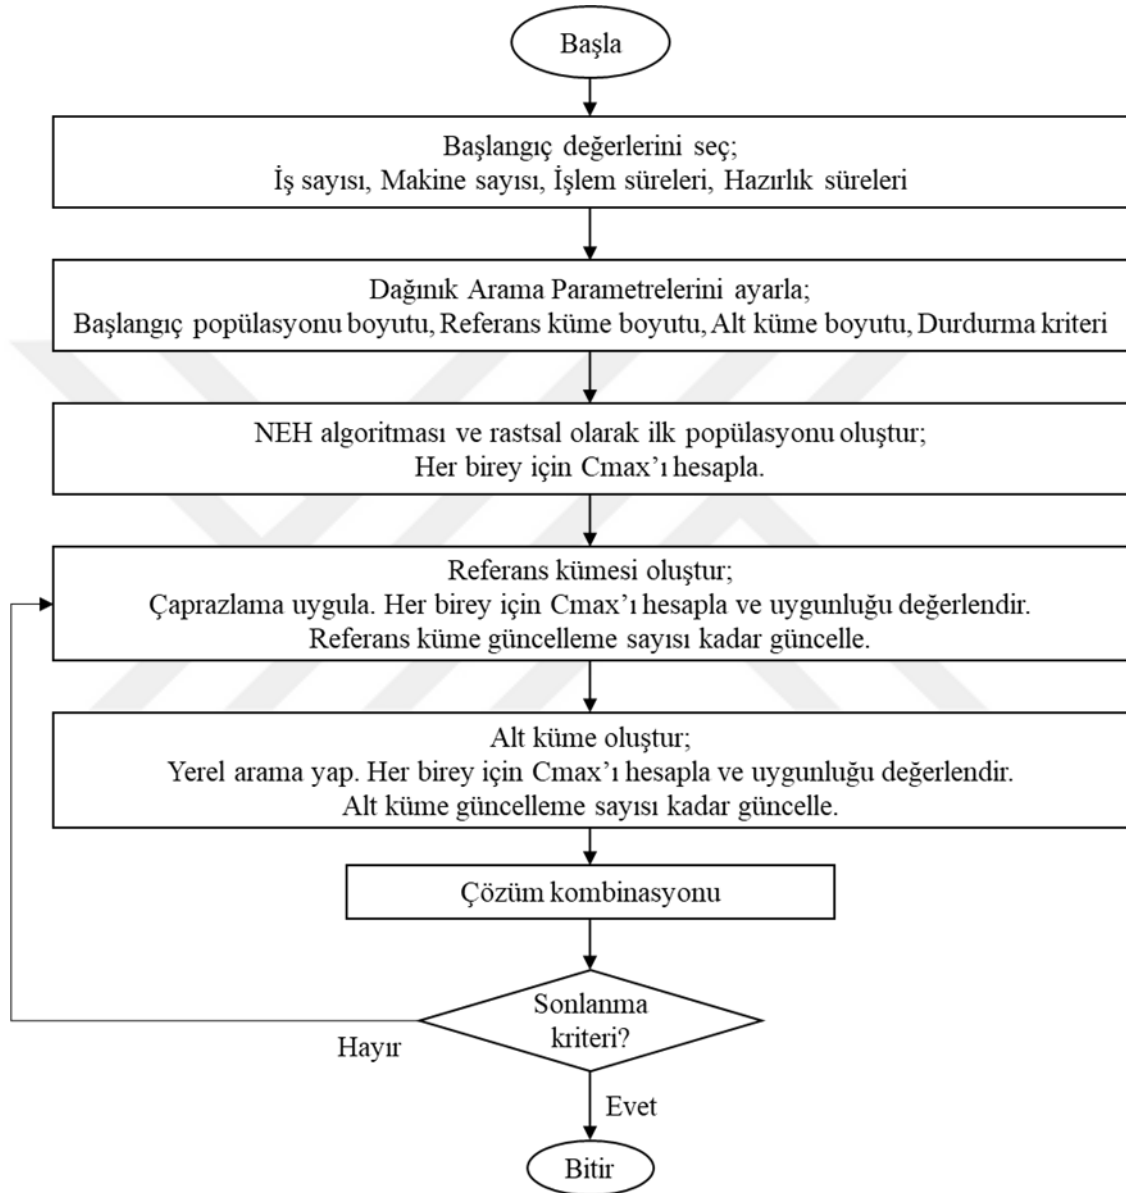 Başla
Başlangıç değerlerini seç;
İş sayısı, Makine sayısı, İşlem süreleri, Hazırlık süreleri
Dağınık Arama Parametrelerini ayarla;
Başlangıç popülasyonu boyutu, Referans küme boyutu, Alt küme boyutu, Durdurma kriteri
NEH algoritması ve rastsal olarak ilk popülasyonu oluştur;
Her birey için Cmax’ı hesapla.
Referans kümesi oluştur;
Çaprazlama uygula. Her birey için Cmax’ı hesapla ve uygunluğu değerlendir.
Referans küme güncelleme sayısı kadar güncelle.
Alt küme oluştur;
Yerel arama yap. Her birey için Cmax’ı hesapla ve uygunluğu değerlendir.
Alt küme güncelleme sayısı kadar güncelle.
Çözüm kombinasyonu
Sonlanma
kriteri?
Hayır
Evet
Bitir